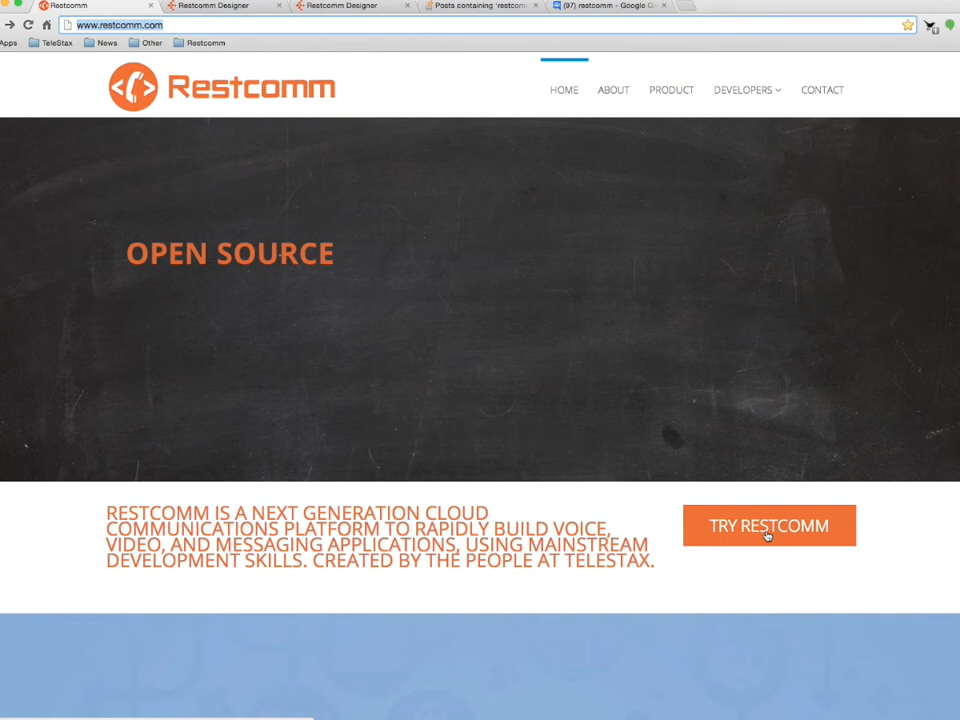 Restcomm
Restcomm Designer
Restcomm Designer
Posts containing 'restcom
(97) restcomm - Google G
www.restcomm.com
Apps
TeleStax
News
Other
Restcomm
Restcomm
HOME
ABOUT
PRODUCT
DEVELOPERS
CONTACT
OPEN SOURCE
RESTCOMM IS A NEXT GENERATION CLOUD
COMMUNICATIONS PLATFORM TO RAPIDLY BUILD VOICE,
VIDEO, AND MESSAGING APPLICATIONS, USING MAINSTREAM
DEVELOPMENT SKILLS. CREATED BY THE PEOPLE AT TELESTAX.
TRY RESTCOMM